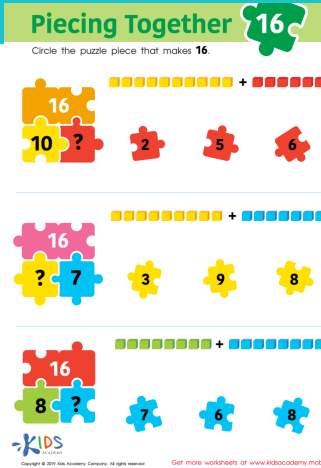 Piecing Together 16
Circle the puzzle piece that makes 16.
16
10 ?
+
2 5 6
16
? 7
+
3 9 8
16
8 ?
+
7 6 8
KIDS
ACADEMY
Copyright © 2019 Kids Academy Company. All rights reserved
Get more worksheets at www.kidsacademy.mob